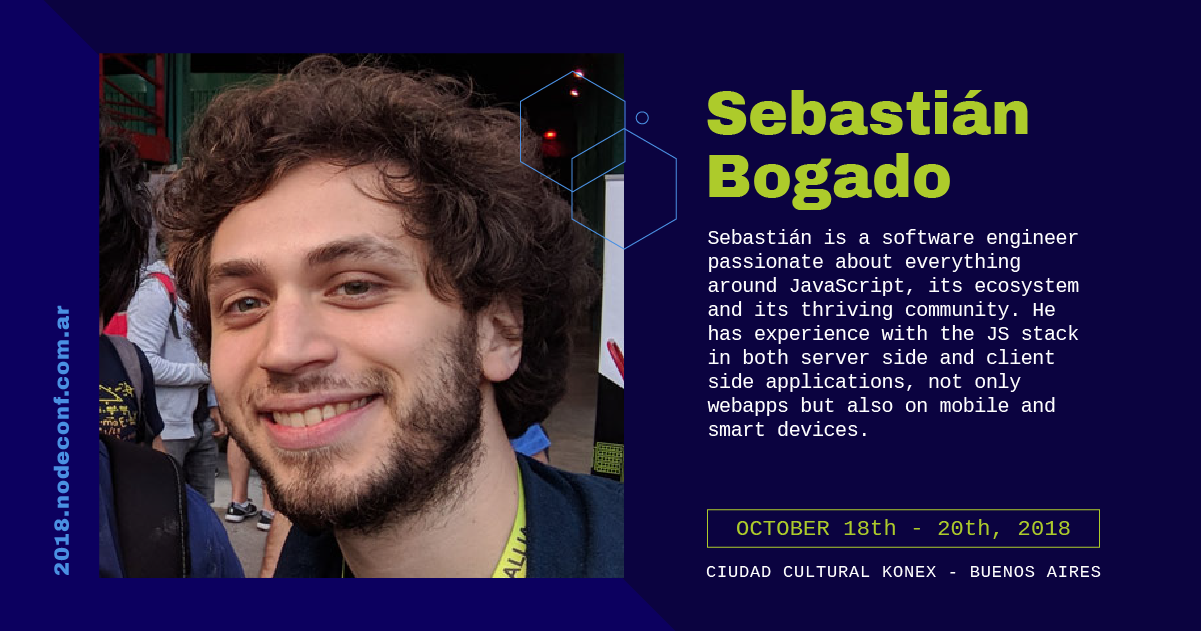 2018.nodeconf.com.ar
Sebastián
Bogado
Sebastián is a software engineer
passionate about everything
around JavaScript, its ecosystem
and its thriving community. He
has experience with the JS stack
in both server side and client
side applications, not only
webapps but also on mobile and
smart devices.
OCTOBER 18th - 20th, 2018
CIUDAD CULTURAL KONEX - BUENOS AIRES